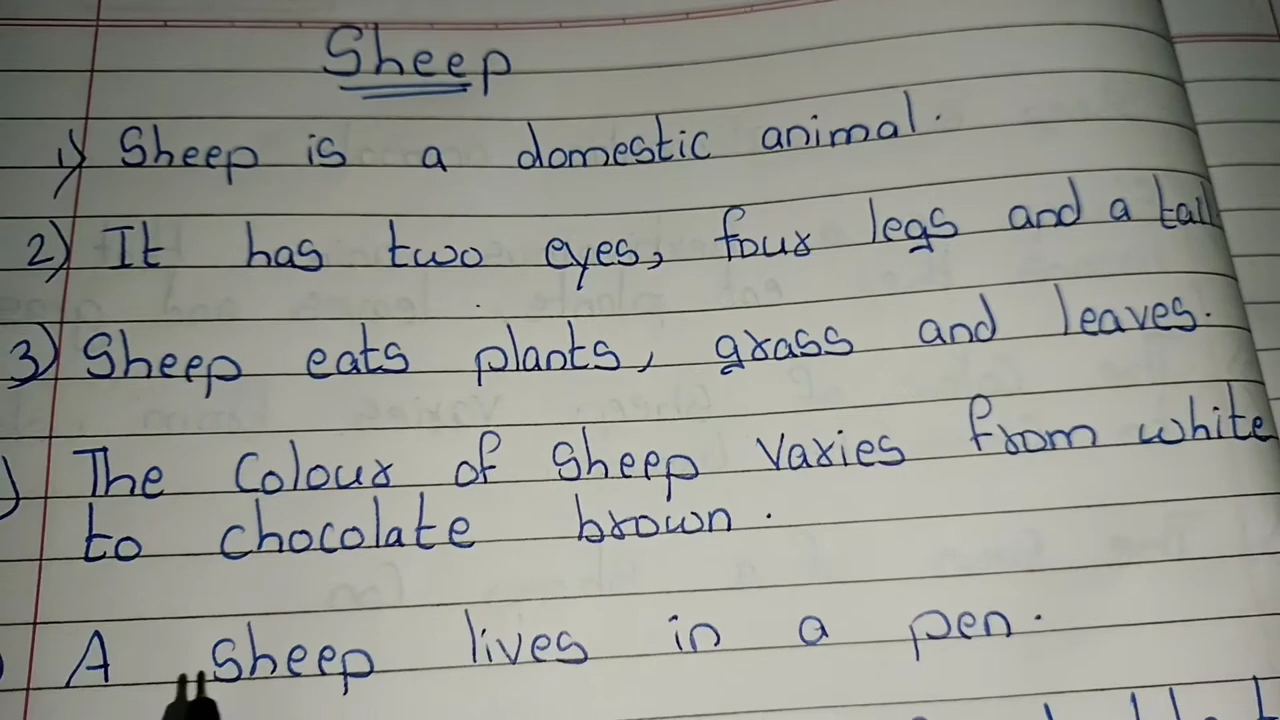 Sheep
1) Sheep is a domestic animal.
2) It has two eyes, four legs and a tail
3) Sheep eats plants, grass and leaves.
) The colour of sheep varies from white
to chocolate brown.
) A sheep lives in a pen.